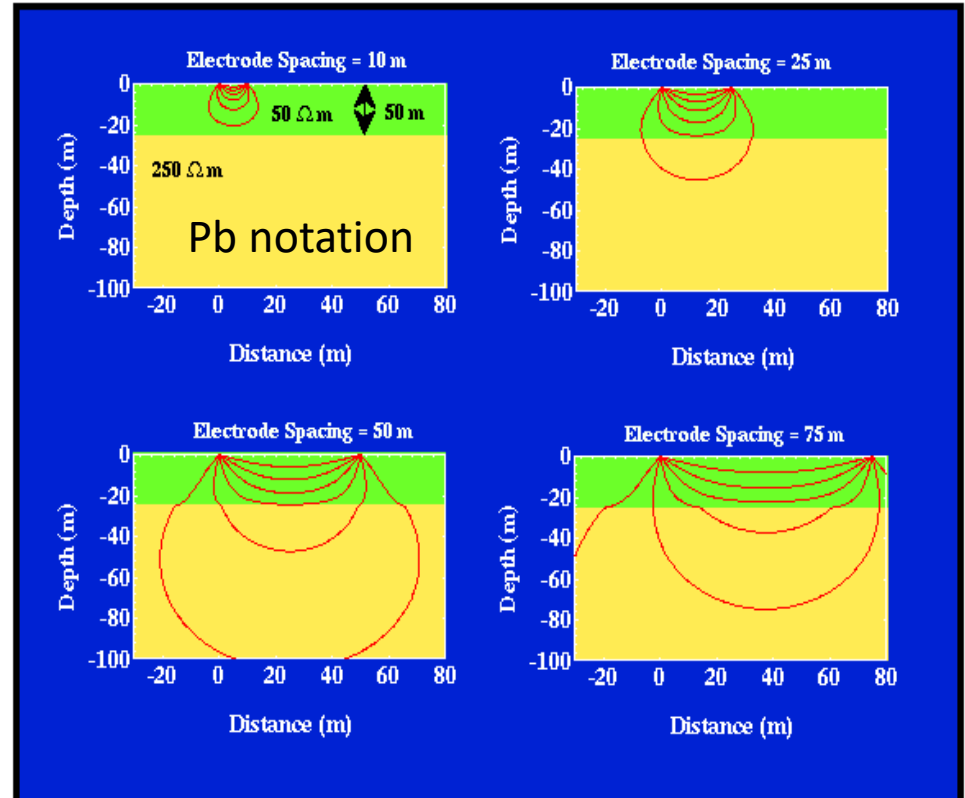 Electrode Spacing = 10 m
0
-20
-40
-60
-80
-100
Depth (m)
50 Ω m
50 m
250 Ω m
Pb notation
-20 0 20 40 60 80
Distance (m)
Electrode Spacing = 25 m
0
-20
-40
-60
-80
-100
Depth (m)
-20 0 20 40 60 80
Distance (m)
Electrode Spacing = 50 m
0
-20
-40
-60
-80
-100
Depth (m)
-20 0 20 40 60 80
Distance (m)
Electrode Spacing = 75 m
0
-20
-40
-60
-80
-100
Depth (m)
-20 0 20 40 60 80
Distance (m)